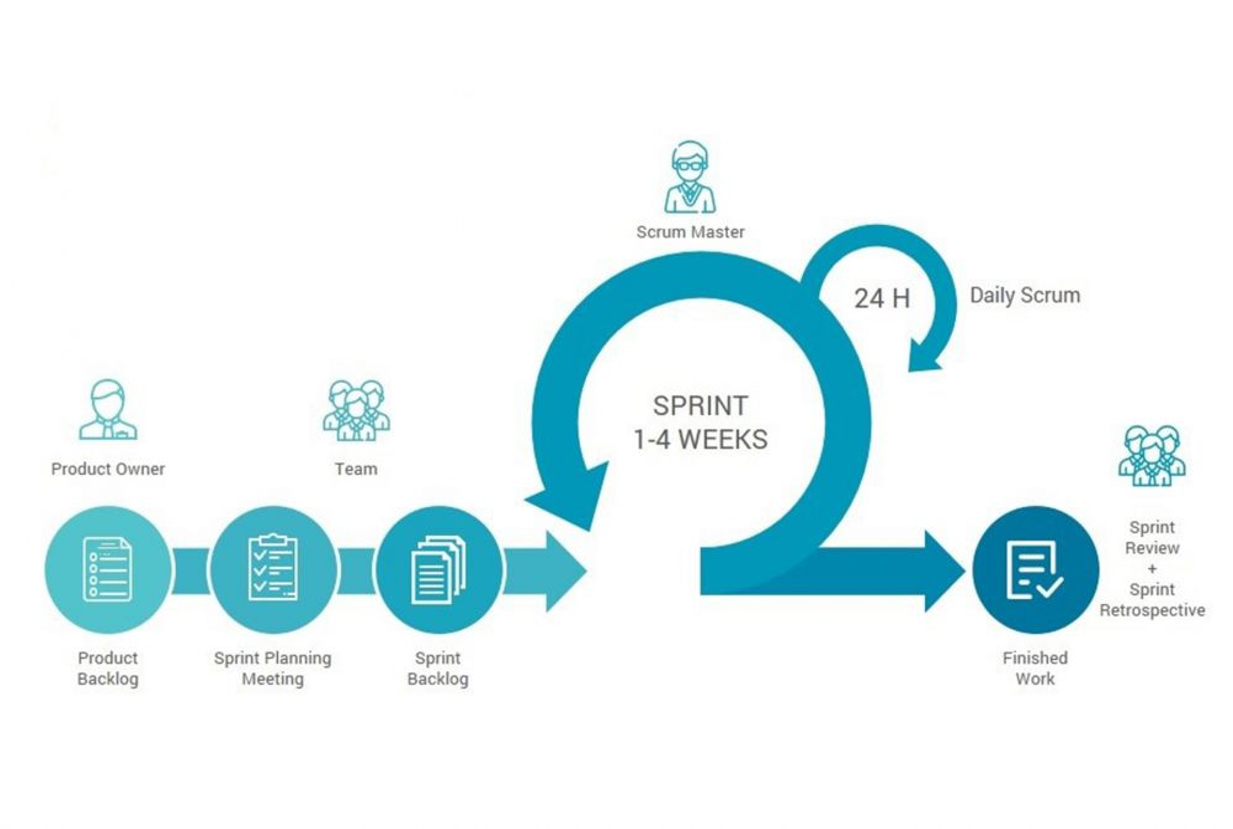 Scrum Master
24 H
Daily Scrum
SPRINT
1-4 WEEKS
Product Owner
Team
Product
Backlog
Sprint Planning
Meeting
Sprint
Backlog
Finished
Work
Sprint
Review
+
Sprint
Retrospective